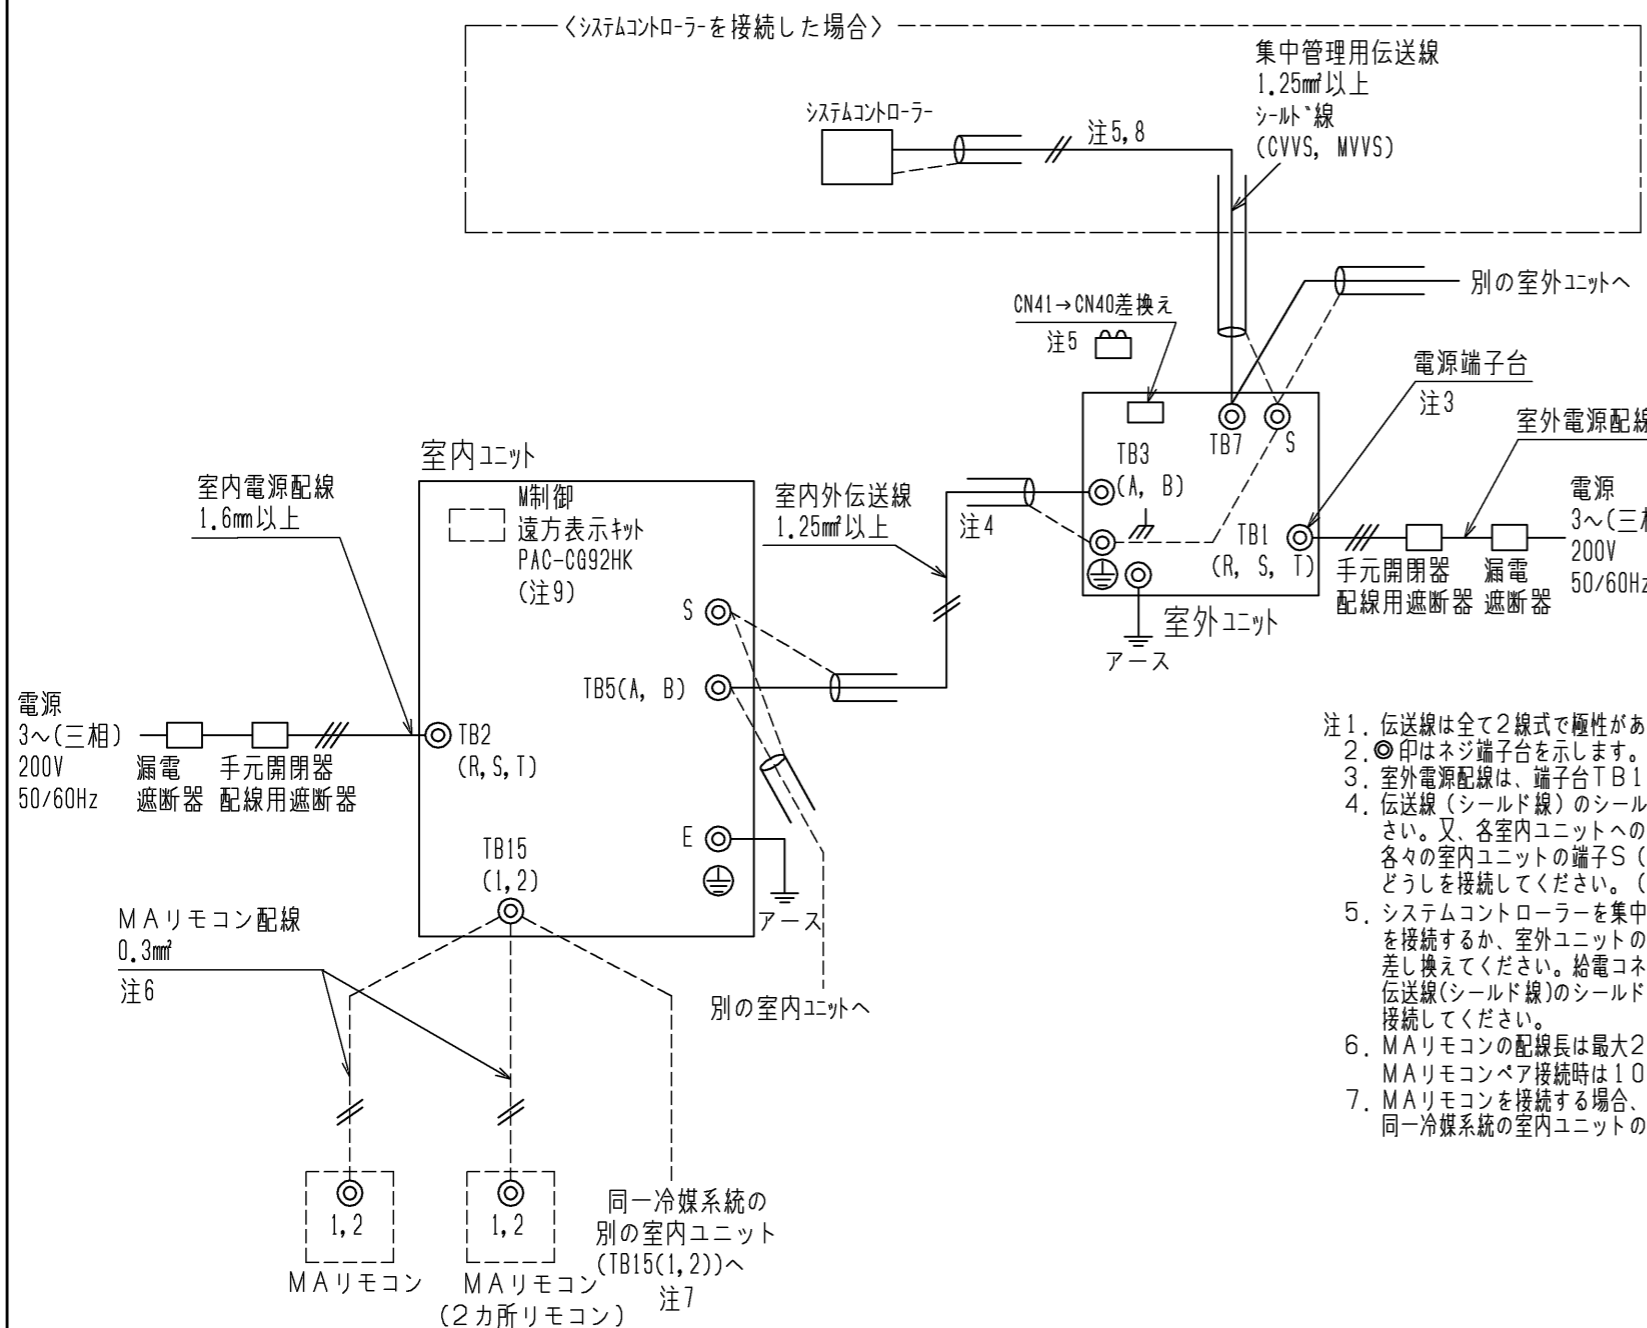 〈システムコントローラーを接続した場合〉
集中管理用伝送線
1.25㎟以上
シールド線
(CVVS, MVVS)
システムコントローラー
注5,8
別の室外ユニットへ
CN41→CN40差換え
注5
電源端子台
注3
室外電源配線
TB7
S
TB3
(A, B)
TB1
(R, S, T)
電源
3～(三相
200V
50/60Hz
手元開閉器
配線用遮断器
漏電
遮断器
室外ユニット
アース
室内ユニット
室内電源配線
1.6mm以上
M制御
遠方表示キット
PAC-CG92HK
(注9)
室内外伝送線
1.25㎟以上
注4
S
TB5(A, B)
電源
3～(三相)
200V
50/60Hz
漏電
遮断器
手元開閉器
配線用遮断器
TB2
(R,S,T)
TB15
(1,2)
E
アース
MAリモコン配線
0.3㎟
注6
別の室内ユニットへ
1,2
MAリモコン
1,2
MAリモコン
(2カ所リモコン)
同一冷媒系統の
別の室内ユニット
(TB15(1,2))へ
注7
注1. 伝送線は全て2線式で極性があ
2.◎印はネジ端子台を示します。
3. 室外電源配線は、端子台TB1
4. 伝送線(シールド線)のシール
さい。又、各室内ユニットへの
各々の室内ユニットの端子S(
どうしを接続してください。(
5. システムコントローラーを集中
を接続するか、室外ユニットの
差し換えてください。給電コネ
伝送線(シールド線)のシールド
接続してください。
6. MAリモコンの配線長は最大2
MAリモコンペア接続時は10
7. MAリモコンを接続する場合、
同一冷媒系統の室内ユニットの